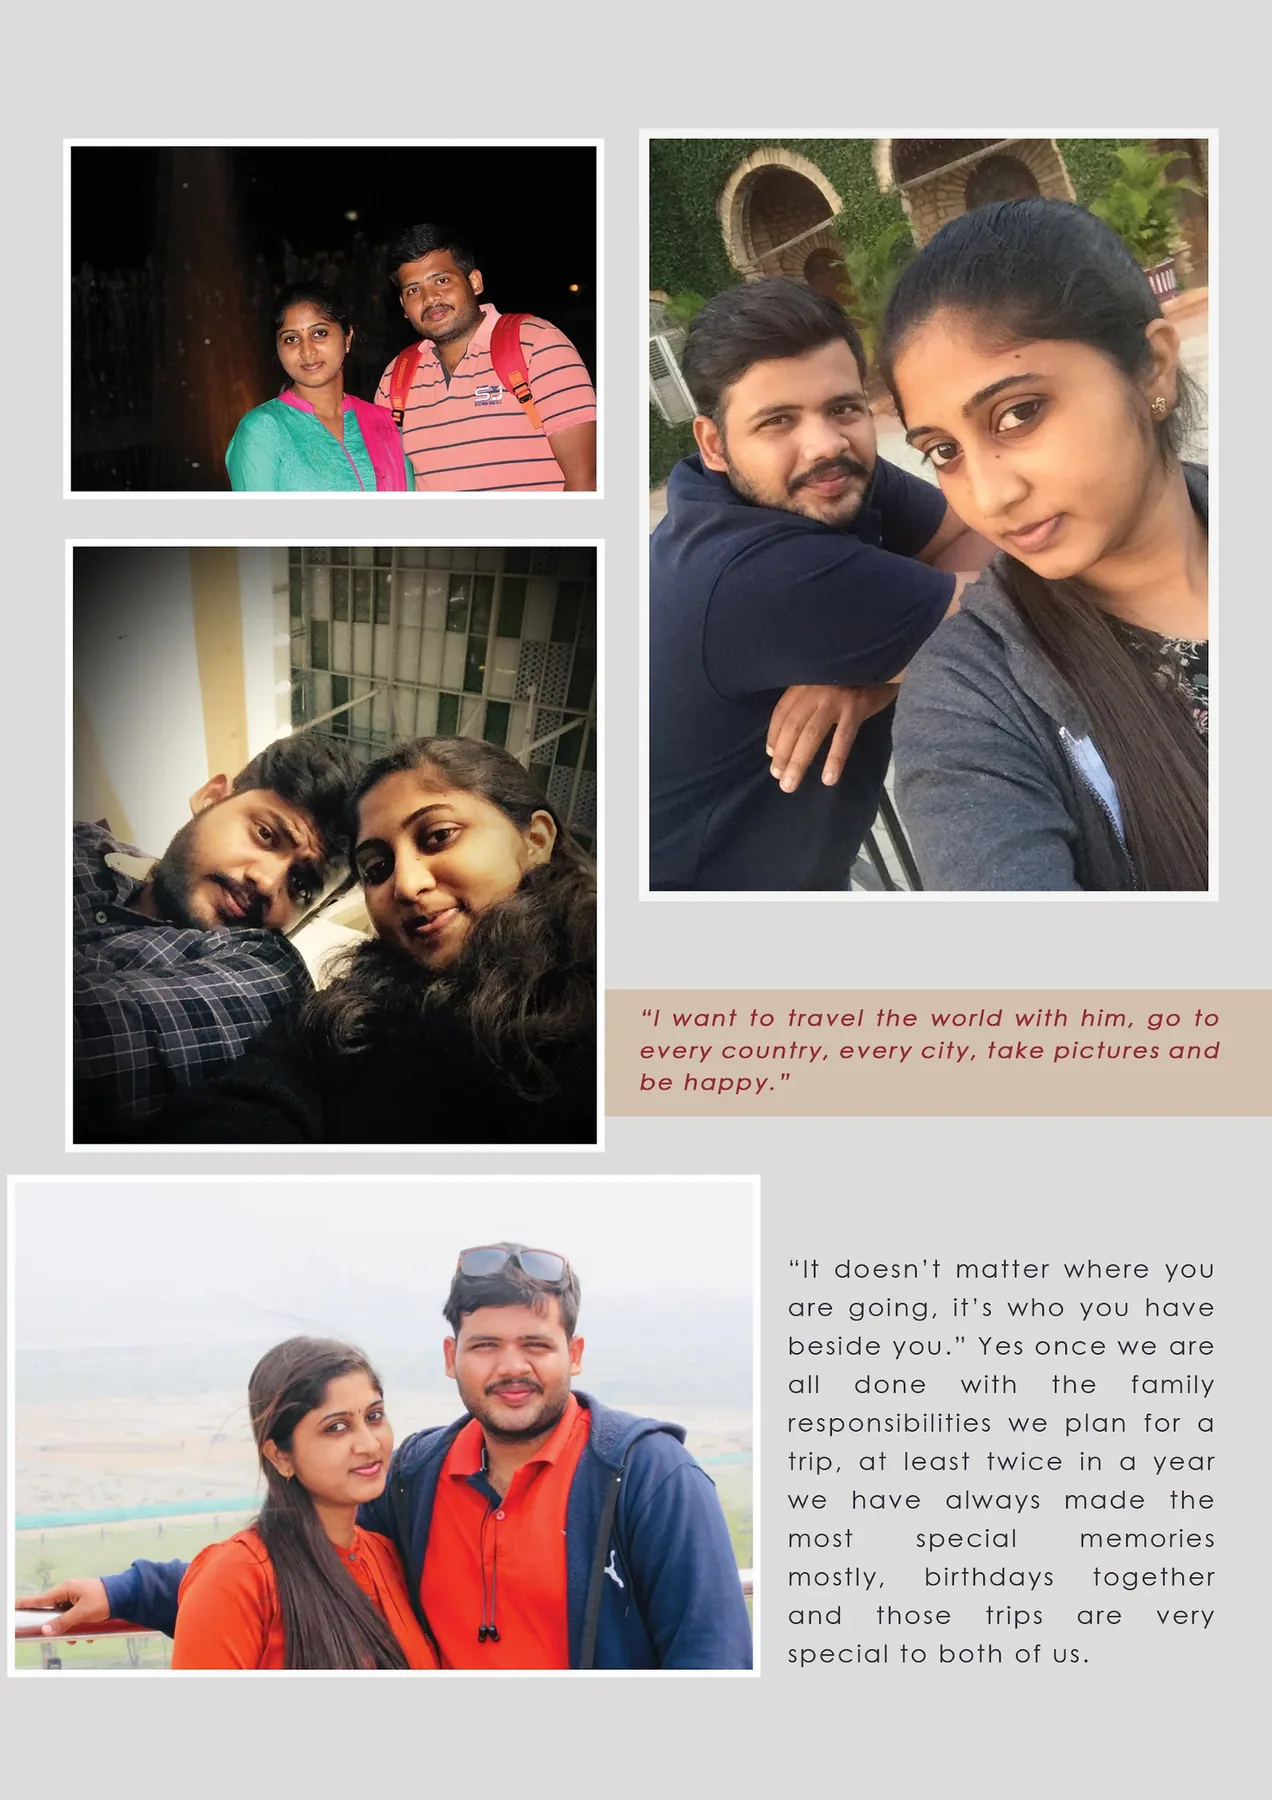 SJ
“I want to travel the world with him, go to
every country, every city, take pictures and
be happy.”
“It doesn’t matter where you
are going, it’s who you have
beside you.” Yes once we are
all done with the family
responsibilities we plan for a
trip, at least twice in a year
we have always made the
most special memories
mostly, birthdays together
and those trips are very
special to both of us.